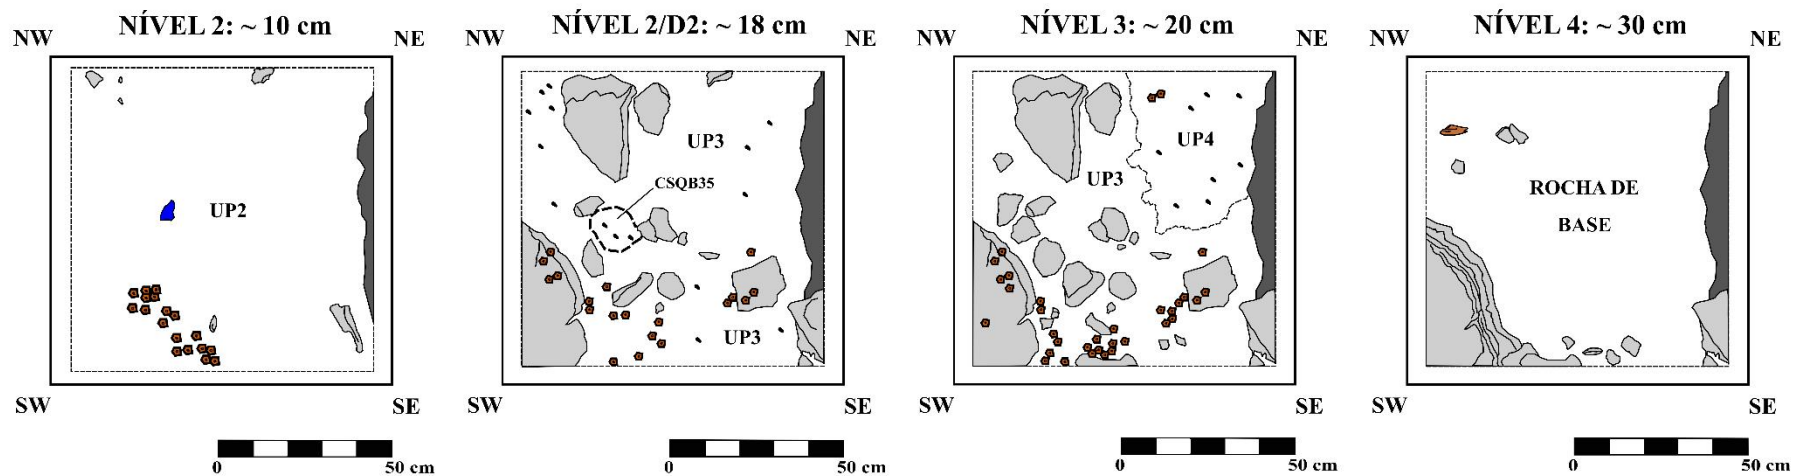 NÍVEL 2: ~ 10 cm
NW
NE
UP2
SW
SE
0
50 cm
NÍVEL 2/D2: ~ 18 cm
NW
NE
UP3
CSQB35
UP3
SW
SE
0
50 cm
NÍVEL 3: ~ 20 cm
NW
NE
UP4
UP3
SW
SE
0
50 cm
NÍVEL 4: ~ 30 cm
NW
NE
ROCHA DE
BASE
SW
SE
0
50 cm